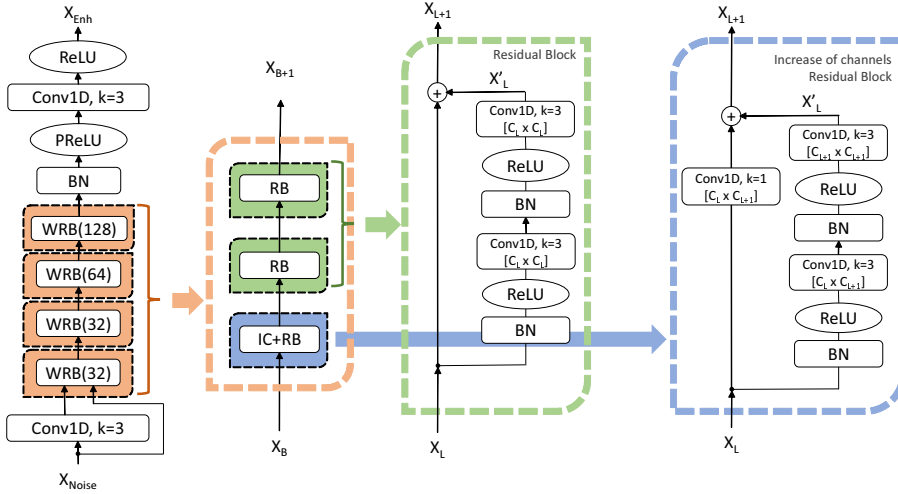 X_Enh
ReLU
Conv1D, k=3
PReLU
BN
WRB(128)
WRB(64)
WRB(32)
WRB(32)
Conv1D, k=3
X_Noise
X_B+1
RB
RB
IC+RB
X_B
X_L+1
Residual Block
X'_L
+
Conv1D, k=3
[C_L x C_L]
ReLU
BN
Conv1D, k=3
[C_L x C_L]
ReLU
BN
X_L
X_L+1
Increase of channels
Residual Block
X'_L
+
Conv1D, k=3
[C_L+1 x C_L+1]
Conv1D, k=1
[C_L x C_L+1]
ReLU
BN
Conv1D, k=3
[C_L x C_L+1]
ReLU
BN
X_L